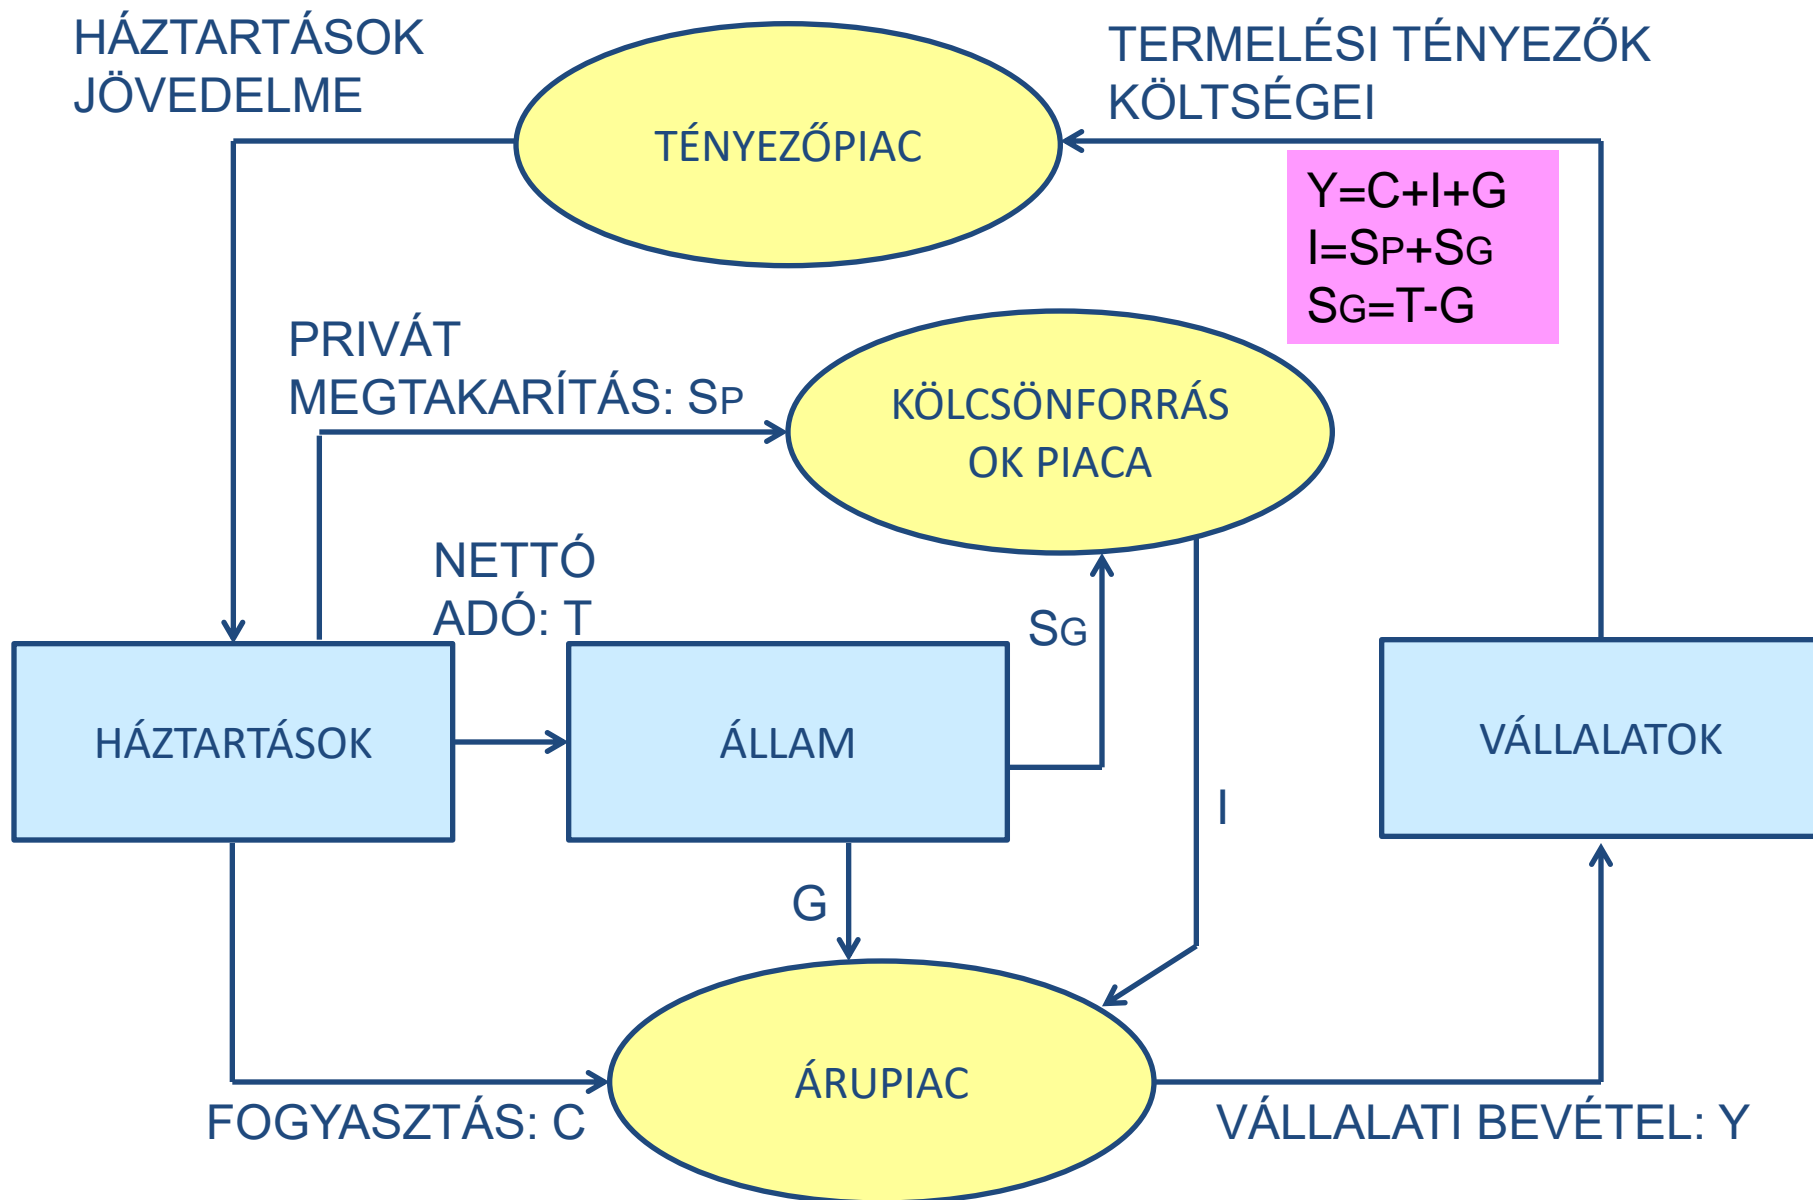 HÁZTARTÁSOK
JÖVEDELME
TÉNYEZŐPIAC
TERMELÉSI TÉNYEZŐK
KÖLTSÉGEI
Y=C+I+G
I=SP+SG
SG=T-G
PRIVÁT
MEGTAKARÍTÁS: SP
KÖLCSÖNFORRÁS
OK PIACA
NETTÓ
ADÓ: T
SG
HÁZTARTÁSOK
ÁLLAM
VÁLLALATOK
I
G
ÁRUPIAC
FOGYASZTÁS: C
VÁLLALATI BEVÉTEL: Y